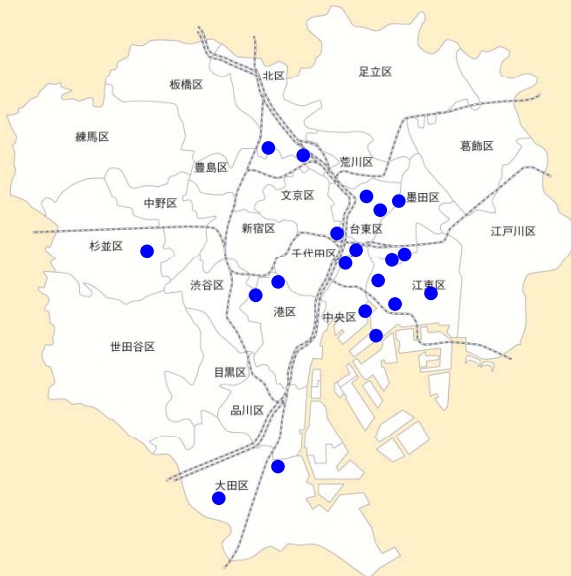 北区
足立区
板橋区
練馬区
葛飾区
荒川区
豊島区
文京区
墨田区
中野区
新宿区
台東区
江戸川区
杉並区
千代田区
渋谷区
江東区
港区
中央区
世田谷区
目黒区
品川区
大田区